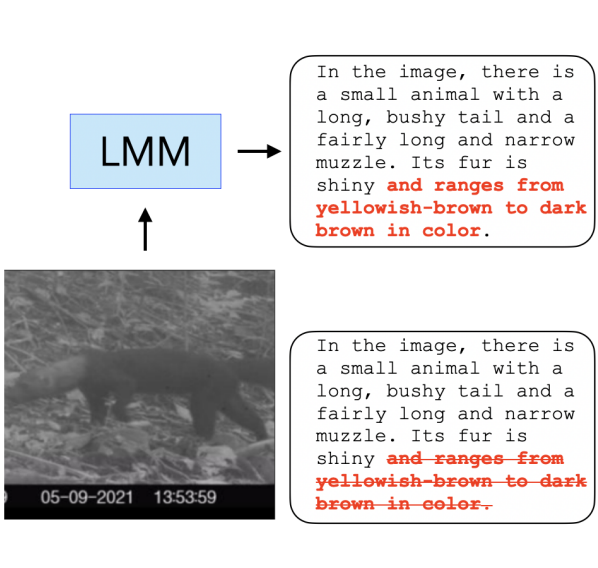 LMM
In the image, there is
a small animal with a
long, bushy tail and a
fairly long and narrow
muzzle. Its fur is
shiny and ranges from
yellowish-brown to dark
brown in color.
In the image, there is
a small animal with a
long, bushy tail and a
fairly long and narrow
muzzle. Its fur is
shiny and ranges from
yellowish-brown to dark
brown in color.
9 05-09-2021 13:53:59